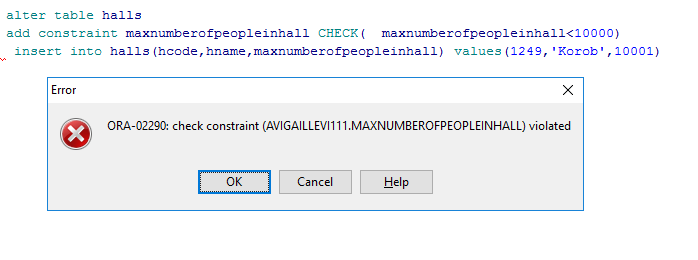 alter table halls
add constraint maxnumberofpeopleinhall CHECK( maxnumberofpeopleinhall<10000)
insert into halls(hcode,hname,maxnumberofpeopleinhall) values(1249,'Korob',10001)
Error
ORA-02290: check constraint (AVIGAILLEVI111.MAXNUMBEROFPEOPLEINHALL) violated
OK Cancel Help